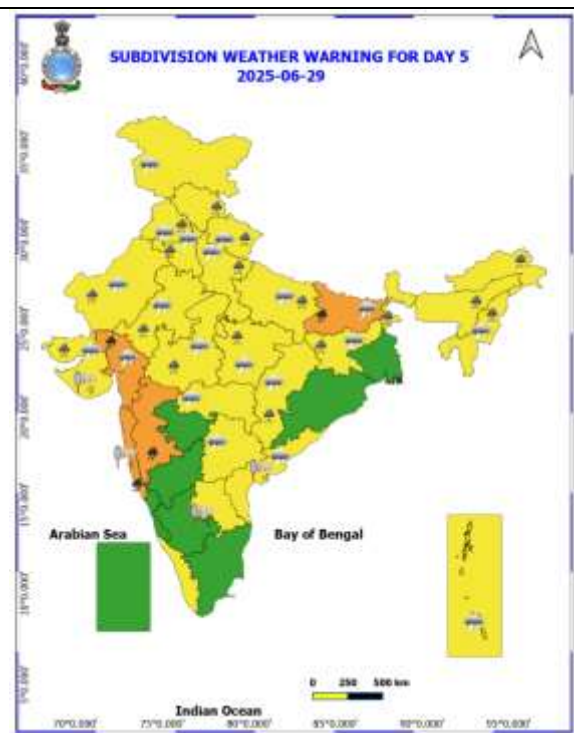 SUBDIVISION WEATHER WARNING FOR DAY 5
2025-06-29
Arabian Sea
Bay of Bengal
0 250 500 km
Indian Ocean
70°0.000' 75°0.000' 80°0.000' 85°0.000' 90°0.000' 95°0.000'